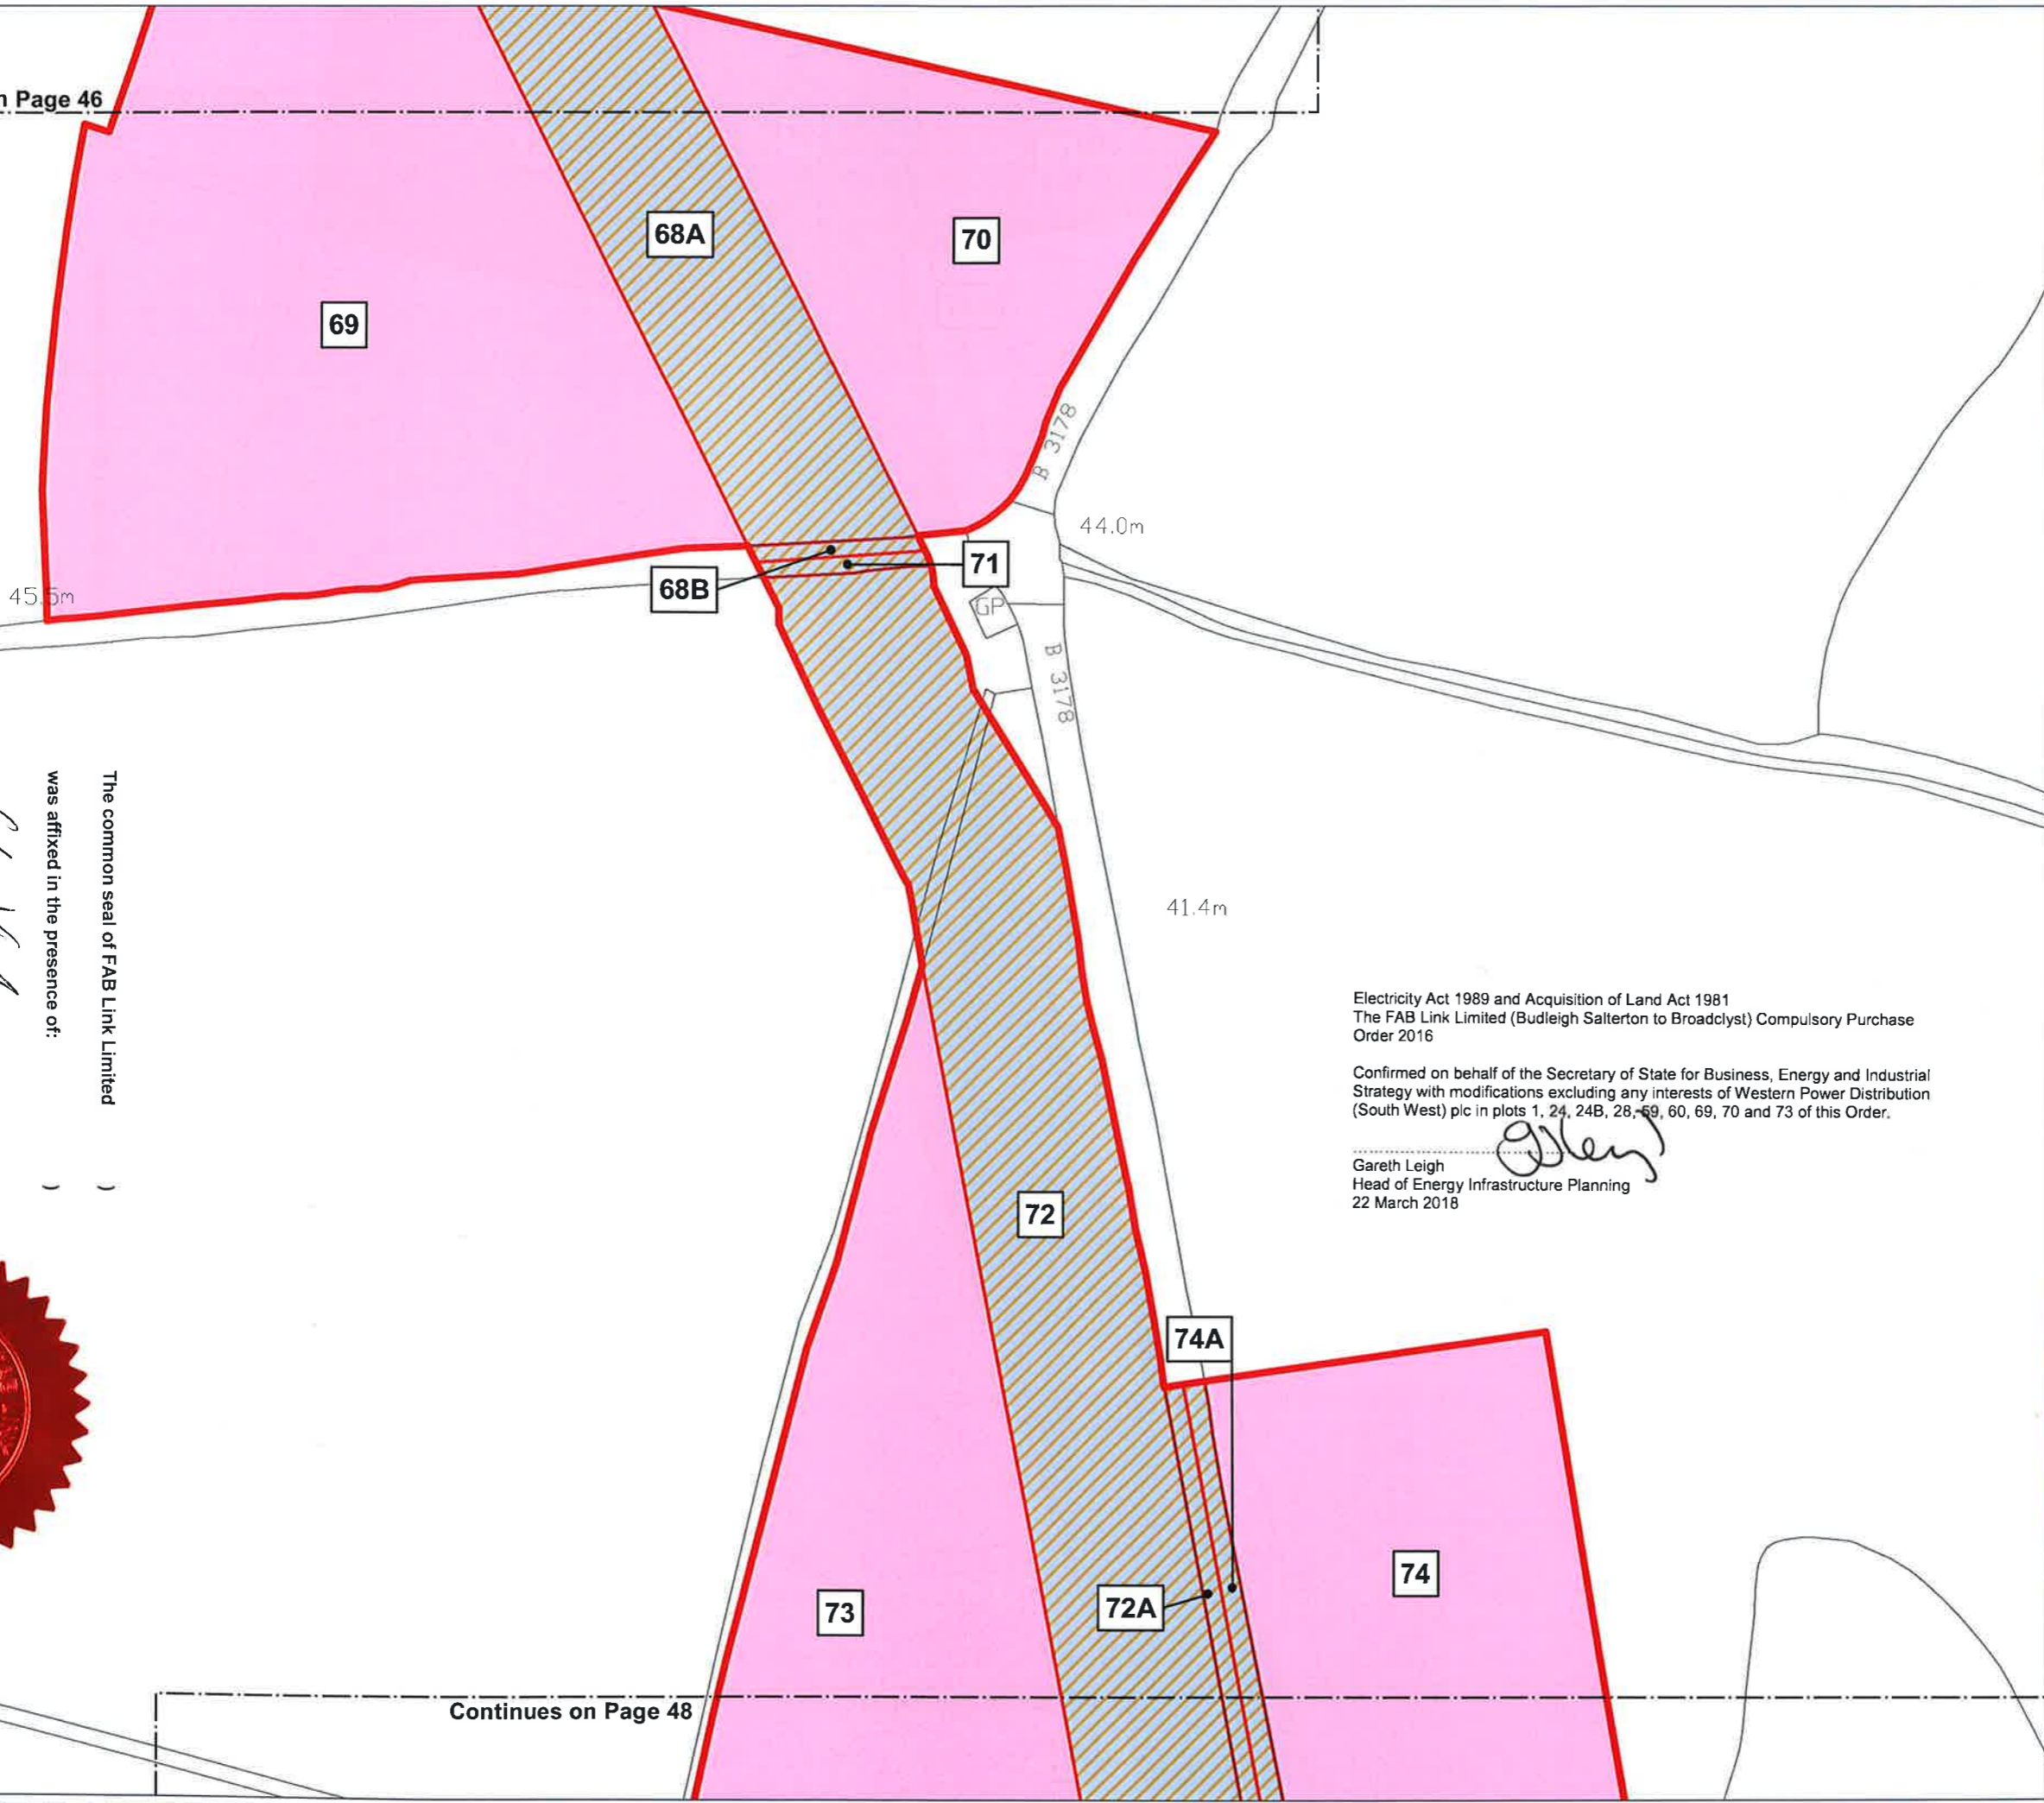 n Page 46
68A
70
69
B 3178
44.0m
71
68B
45.5m
GP
B 3178
The common seal of FAB Link Limited )
was affixed in the presence of: )
41.4m
Electricity Act 1989 and Acquisition of Land Act 1981
The FAB Link Limited (Budleigh Salterton to Broadclyst) Compulsory Purchase
Order 2016
Confirmed on behalf of the Secretary of State for Business, Energy and Industrial
Strategy with modifications excluding any interests of Western Power Distribution
(South West) plc in plots 1, 24, 24B, 28, 59, 60, 69, 70 and 73 of this Order.
Gareth Leigh
Head of Energy Infrastructure Planning
22 March 2018
72
74A
74
72A
73
Continues on Page 48